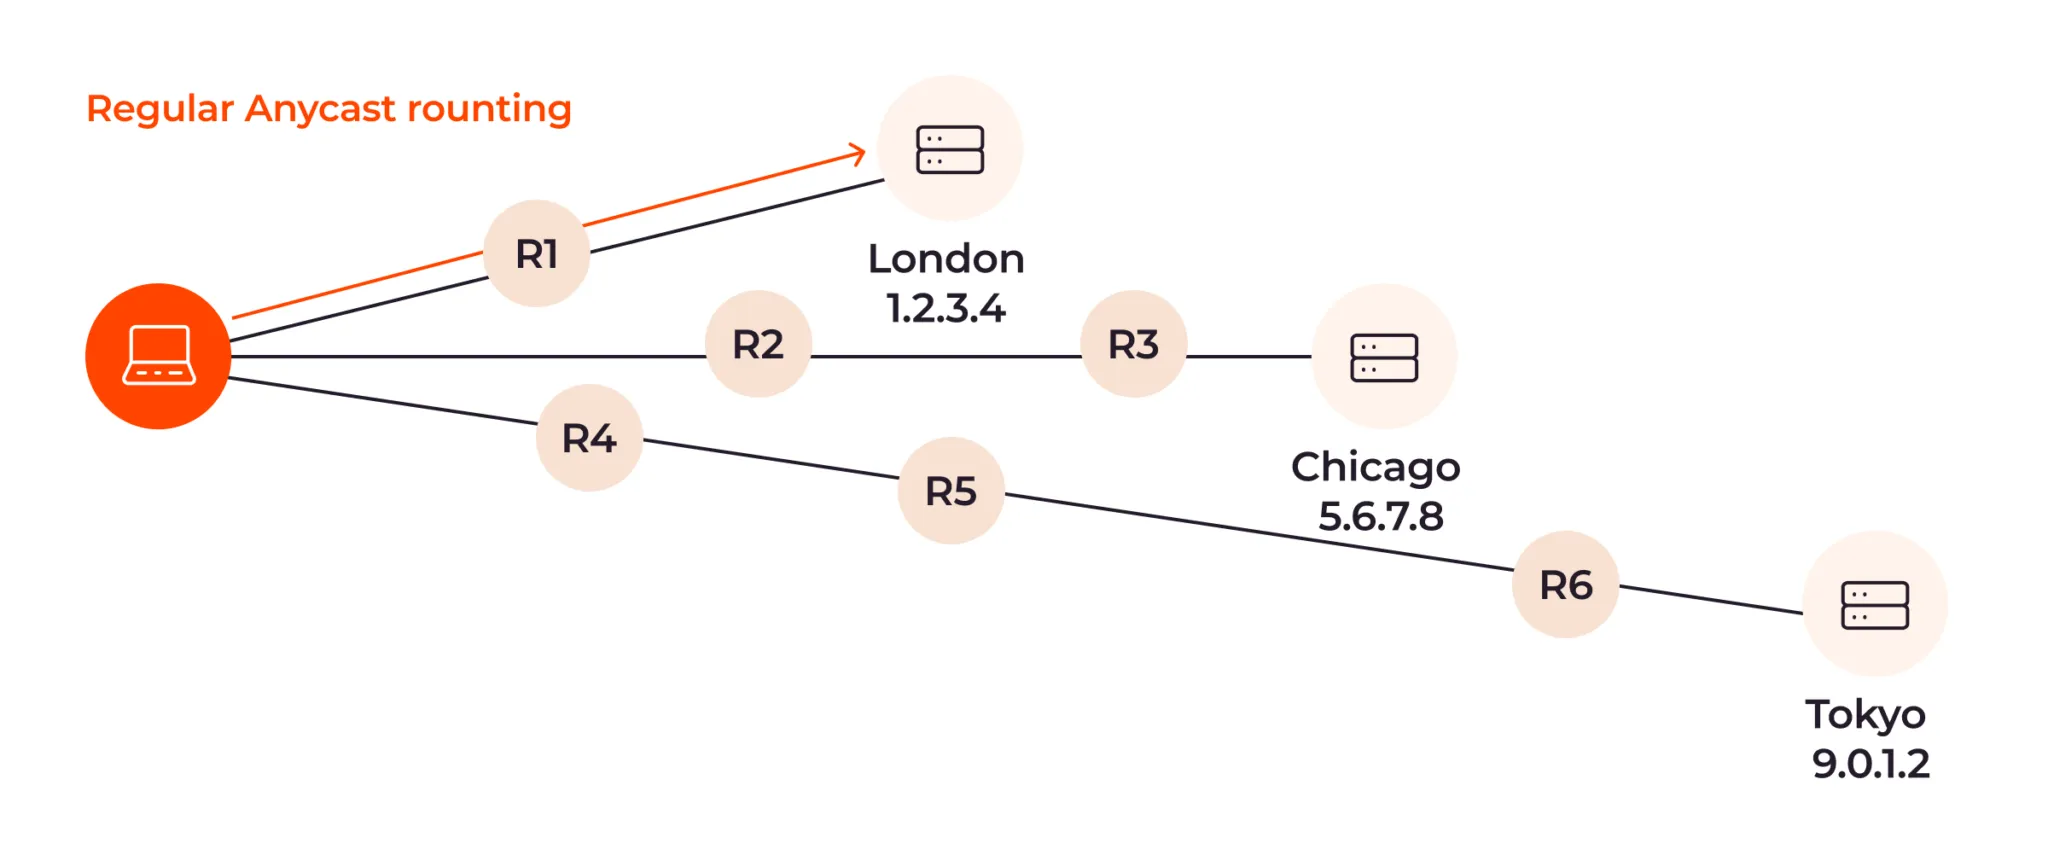 Regular Anycast rounting
R1
London
1.2.3.4
R2
R3
R4
Chicago
5.6.7.8
R5
R6
Tokyo
9.0.1.2